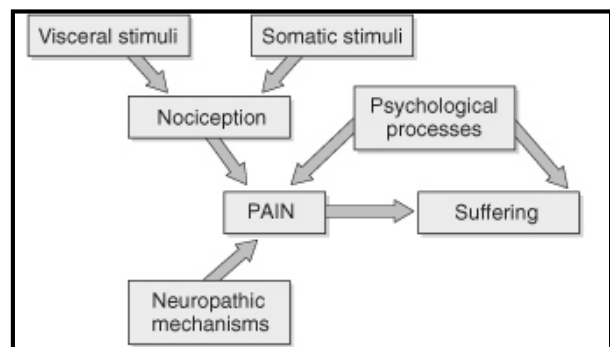 Visceral stimuli
Somatic stimuli
Nociception
Psychological
processes
PAIN
Suffering
Neuropathic
mechanisms